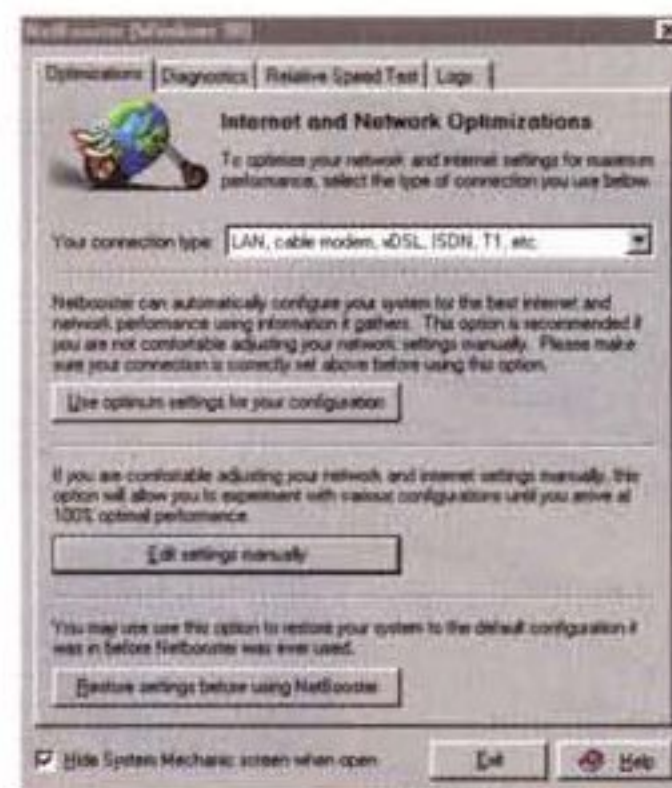 NetBooster [Windows 98]
Optimizations Diagnostics Relative Speed Test Logs
Internet and Network Optimizations
To optimize your network and internet settings for maximum
performance, select the type of connection you use below.
Your connection type: LAN, cable modem, xDSL, ISDN, T1, etc.
Netbooster can automatically configure your system for the best internet and
network performance using information it gathers. This option is recommended if
you are not comfortable adjusting your network settings manually. Please make
sure your connection is correctly set above before using this option.
Use optimum settings for your configuration
If you are comfortable adjusting your network and internet settings manually, this
option will allow you to experiment with various configurations until you arrive at
100% optimal performance.
Edit settings manually
You may use use this option to restore your system to the default configuration it
was in before Netbooster was ever used.
Restore settings before using NetBooster
Hide System Mechanic screen when open
Exit Help